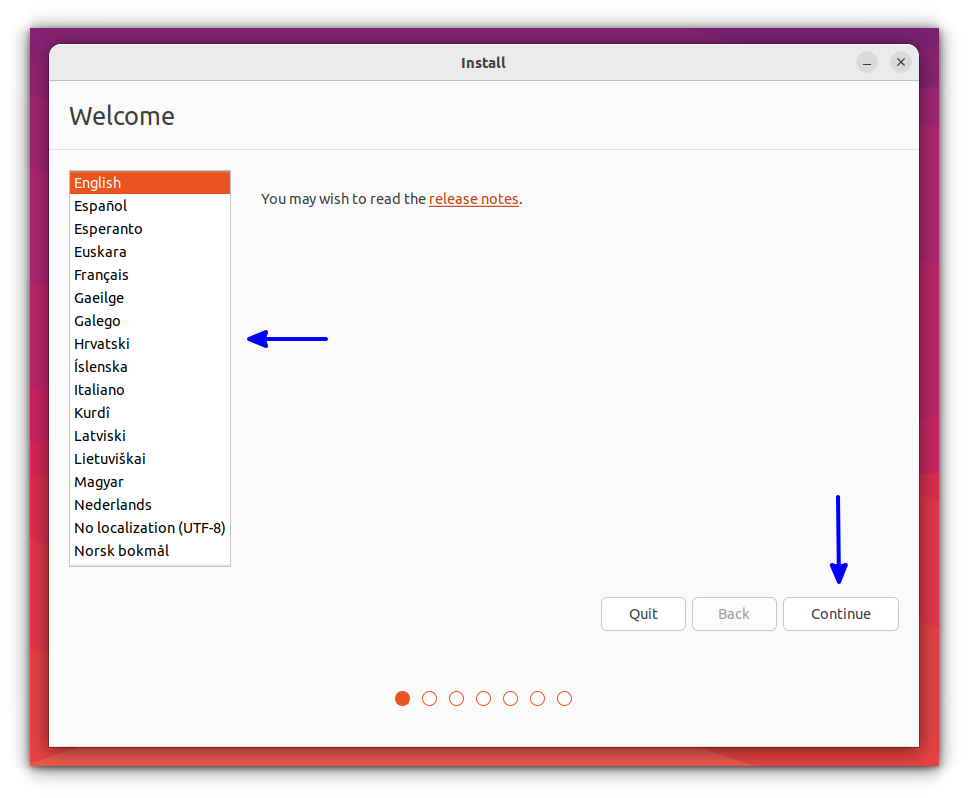 Install
Welcome
English
Español
Esperanto
Euskara
Français
Gaeilge
Galego
Hrvatski
Íslenska
Italiano
Kurdî
Latviski
Lietuviškai
Magyar
Nederlands
No localization (UTF-8)
Norsk bokmål
You may wish to read the release notes.
Quit
Back
Continue